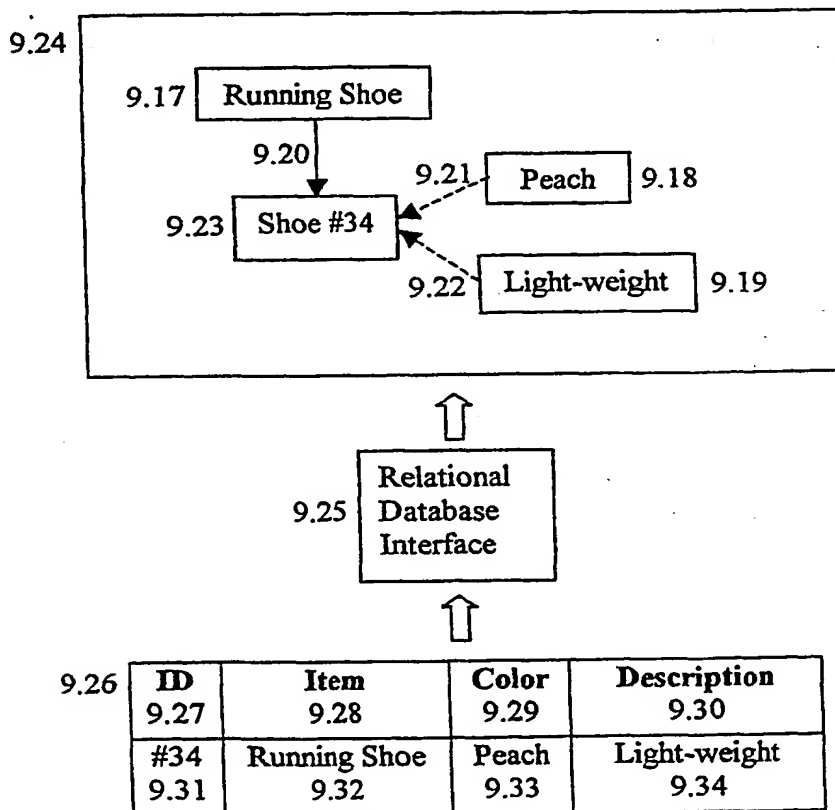 9.24
9.17 Running Shoe
9.20
9.21 Peach 9.18
9.23 Shoe #34
9.22 Light-weight 9.19
Relational
9.25 Database
Interface
9.26 ID Item Color Description
9.27 9.28 9.29 9.30
#34 Running Shoe Peach Light-weight
9.31 9.32 9.33 9.34